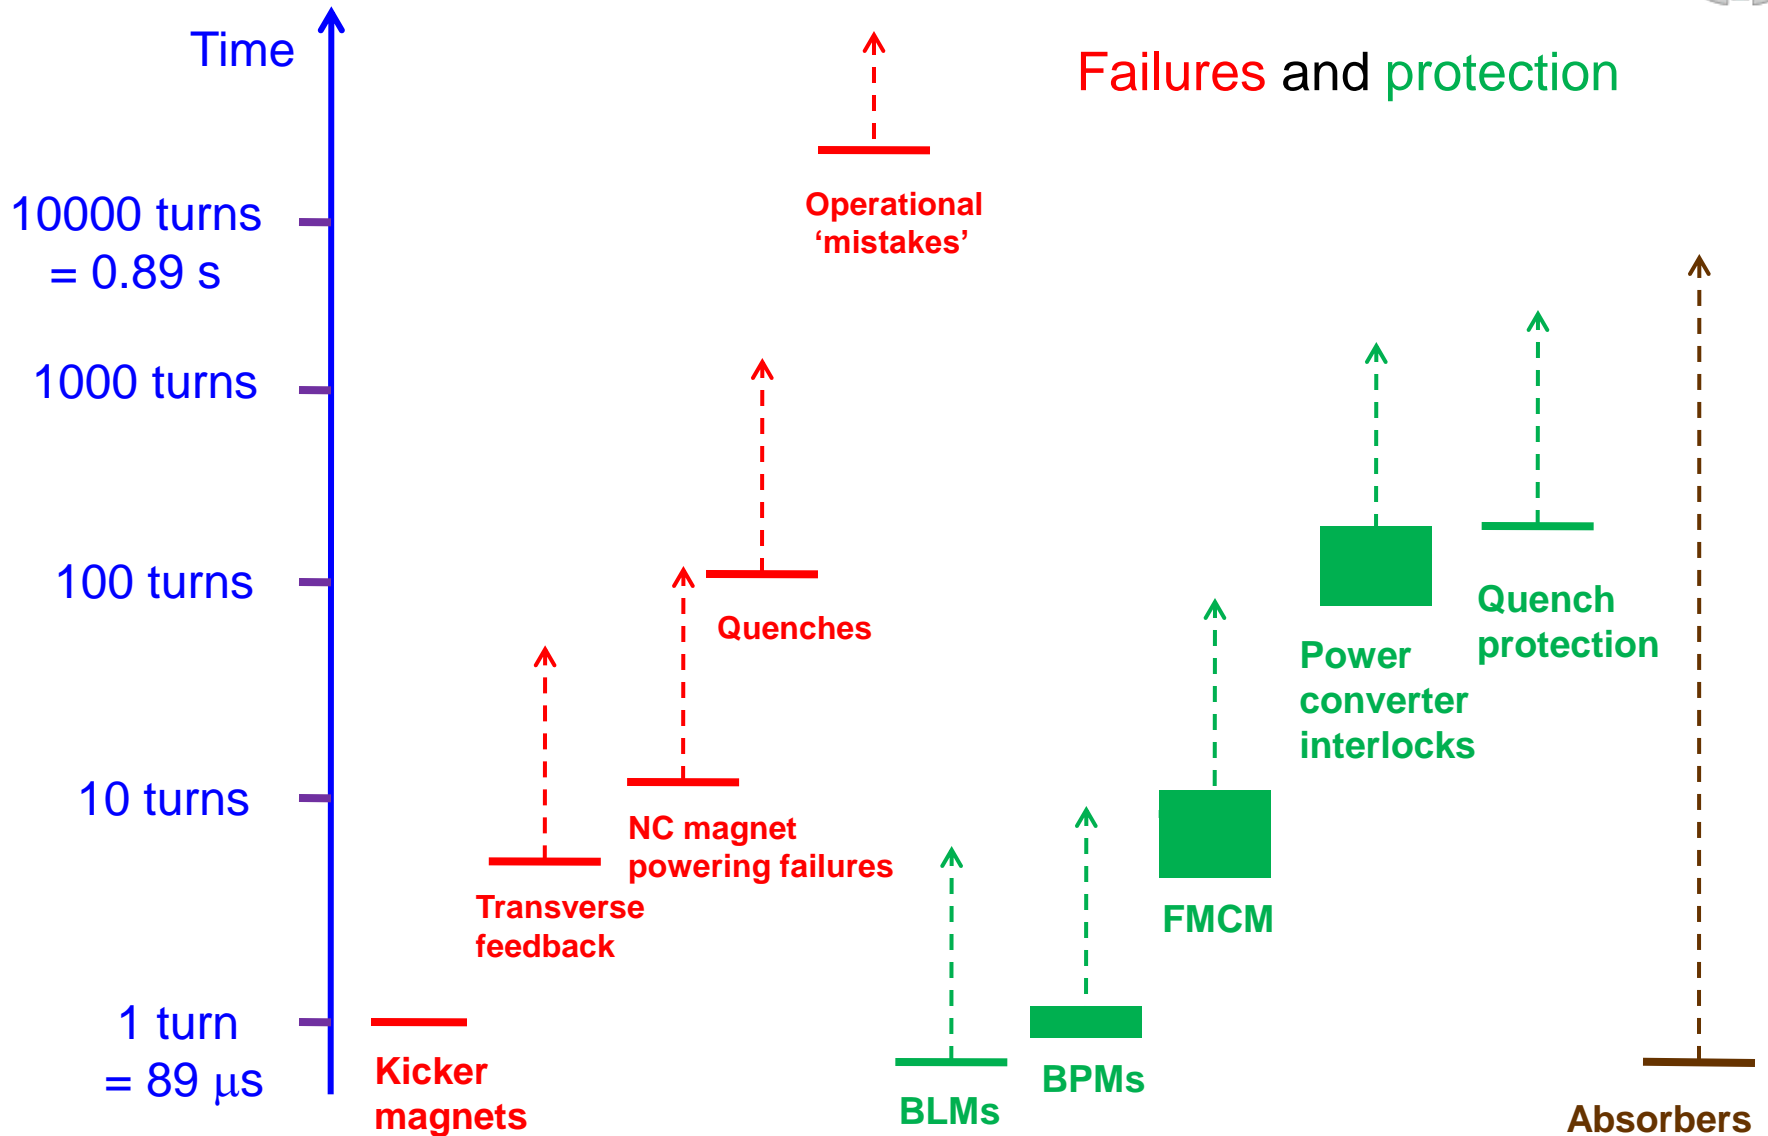 Time
Failures and protection
10000 turns
= 0.89 s
1000 turns
100 turns
10 turns
1 turn
= 89 μs
Operational
‘mistakes’
Quenches
NC magnet
powering failures
Transverse
feedback
Kicker
magnets
BLMs
BPMs
FMCM
Power
converter
interlocks
Quench
protection
Absorbers